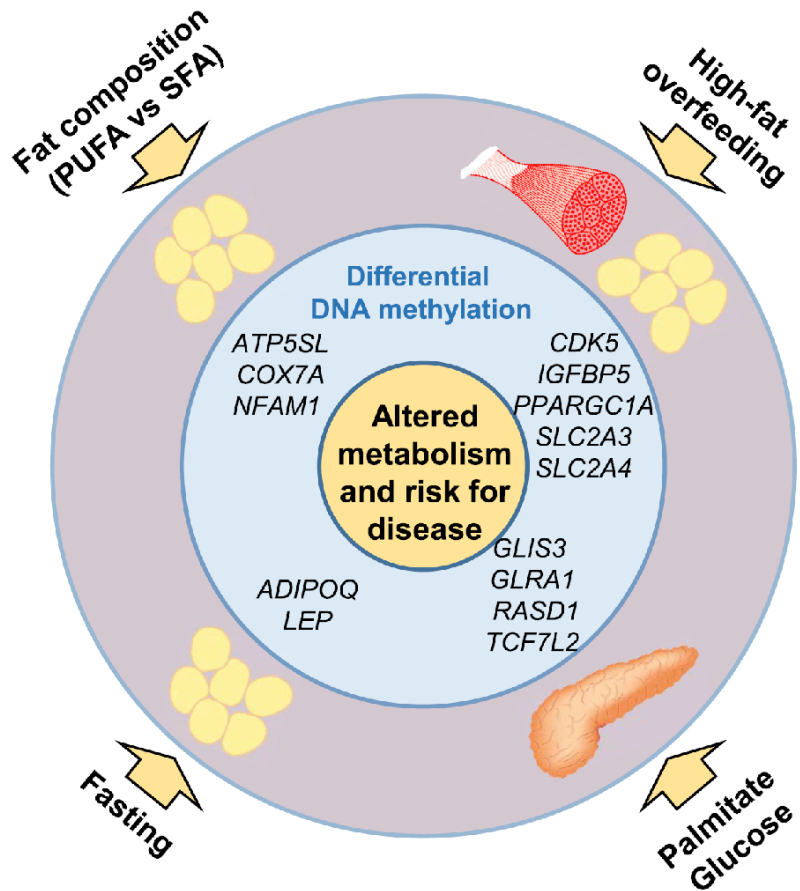 Fat composition
(PUFA vs SFA)
High-fat
overfeeding
Differential
DNA methylation
ATP5SL
COX7A
NFAM1
CDK5
IGFBP5
PPARGC1A
SLC2A3
SLC2A4
Altered
metabolism
and risk for
disease
ADIPOQ
LEP
GLIS3
GLRA1
RASD1
TCF7L2
Fasting
Palmitate
Glucose